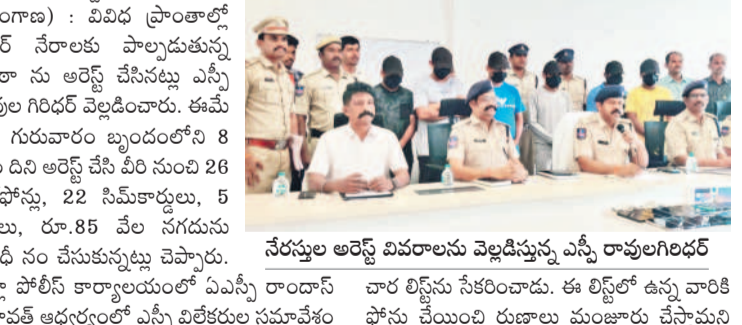 ంగాణ) : వివిధ ప్రాంతాల్లో
ర్ నేరాలకు పాల్పడుతున్న
ఠా ను అరెస్ట్ చేసినట్లు ఎస్పీ
వుల గిరిధర్ వెల్లడించారు. ఈమే
గురువారం బృందంలోని 8
దిని అరెస్ట్ చేసి వీరి నుంచి 26
ఫోన్లు, 22 సిమ్‌కార్డులు, 5
లు, రూ.85 వేల నగదును
ధీ నం చేసుకున్నట్లు చెప్పారు.
్లా పోలీస్ కార్యాలయంలో ఏఎస్పీ రాందాస్
ావత్ ఆధ్వర్యంలో ఎస్పీ విలేకరుల సమావేశం
నేరస్తుల అరెస్ట్ వివరాలను వెల్లడిస్తున్న ఎస్పీ రావులగిరిధర్
చార లిస్ట్‌ను సేకరించాడు. ఈ లిస్ట్‌లో ఉన్న వారికి
ఫోను చేయించి రుణాలు మంజూరు చేసామని